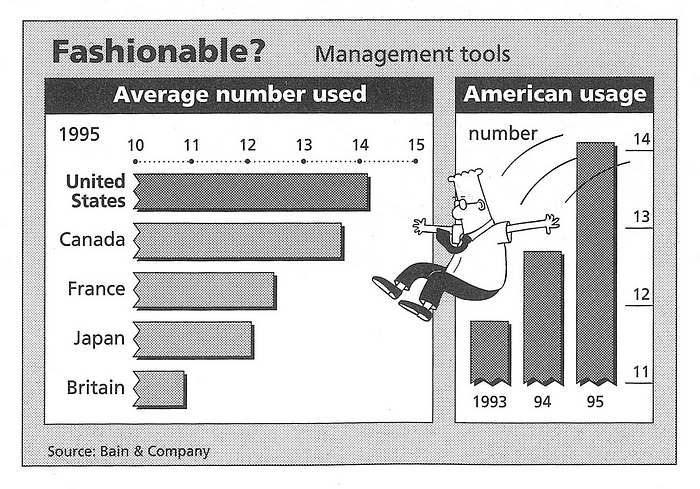 Fashionable? Management tools
Average number used
1995
10 11 12 13 14 15
United
States
Canada
France
Japan
Britain
American usage
number
14
13
12
11
1993 94 95
Source: Bain & Company